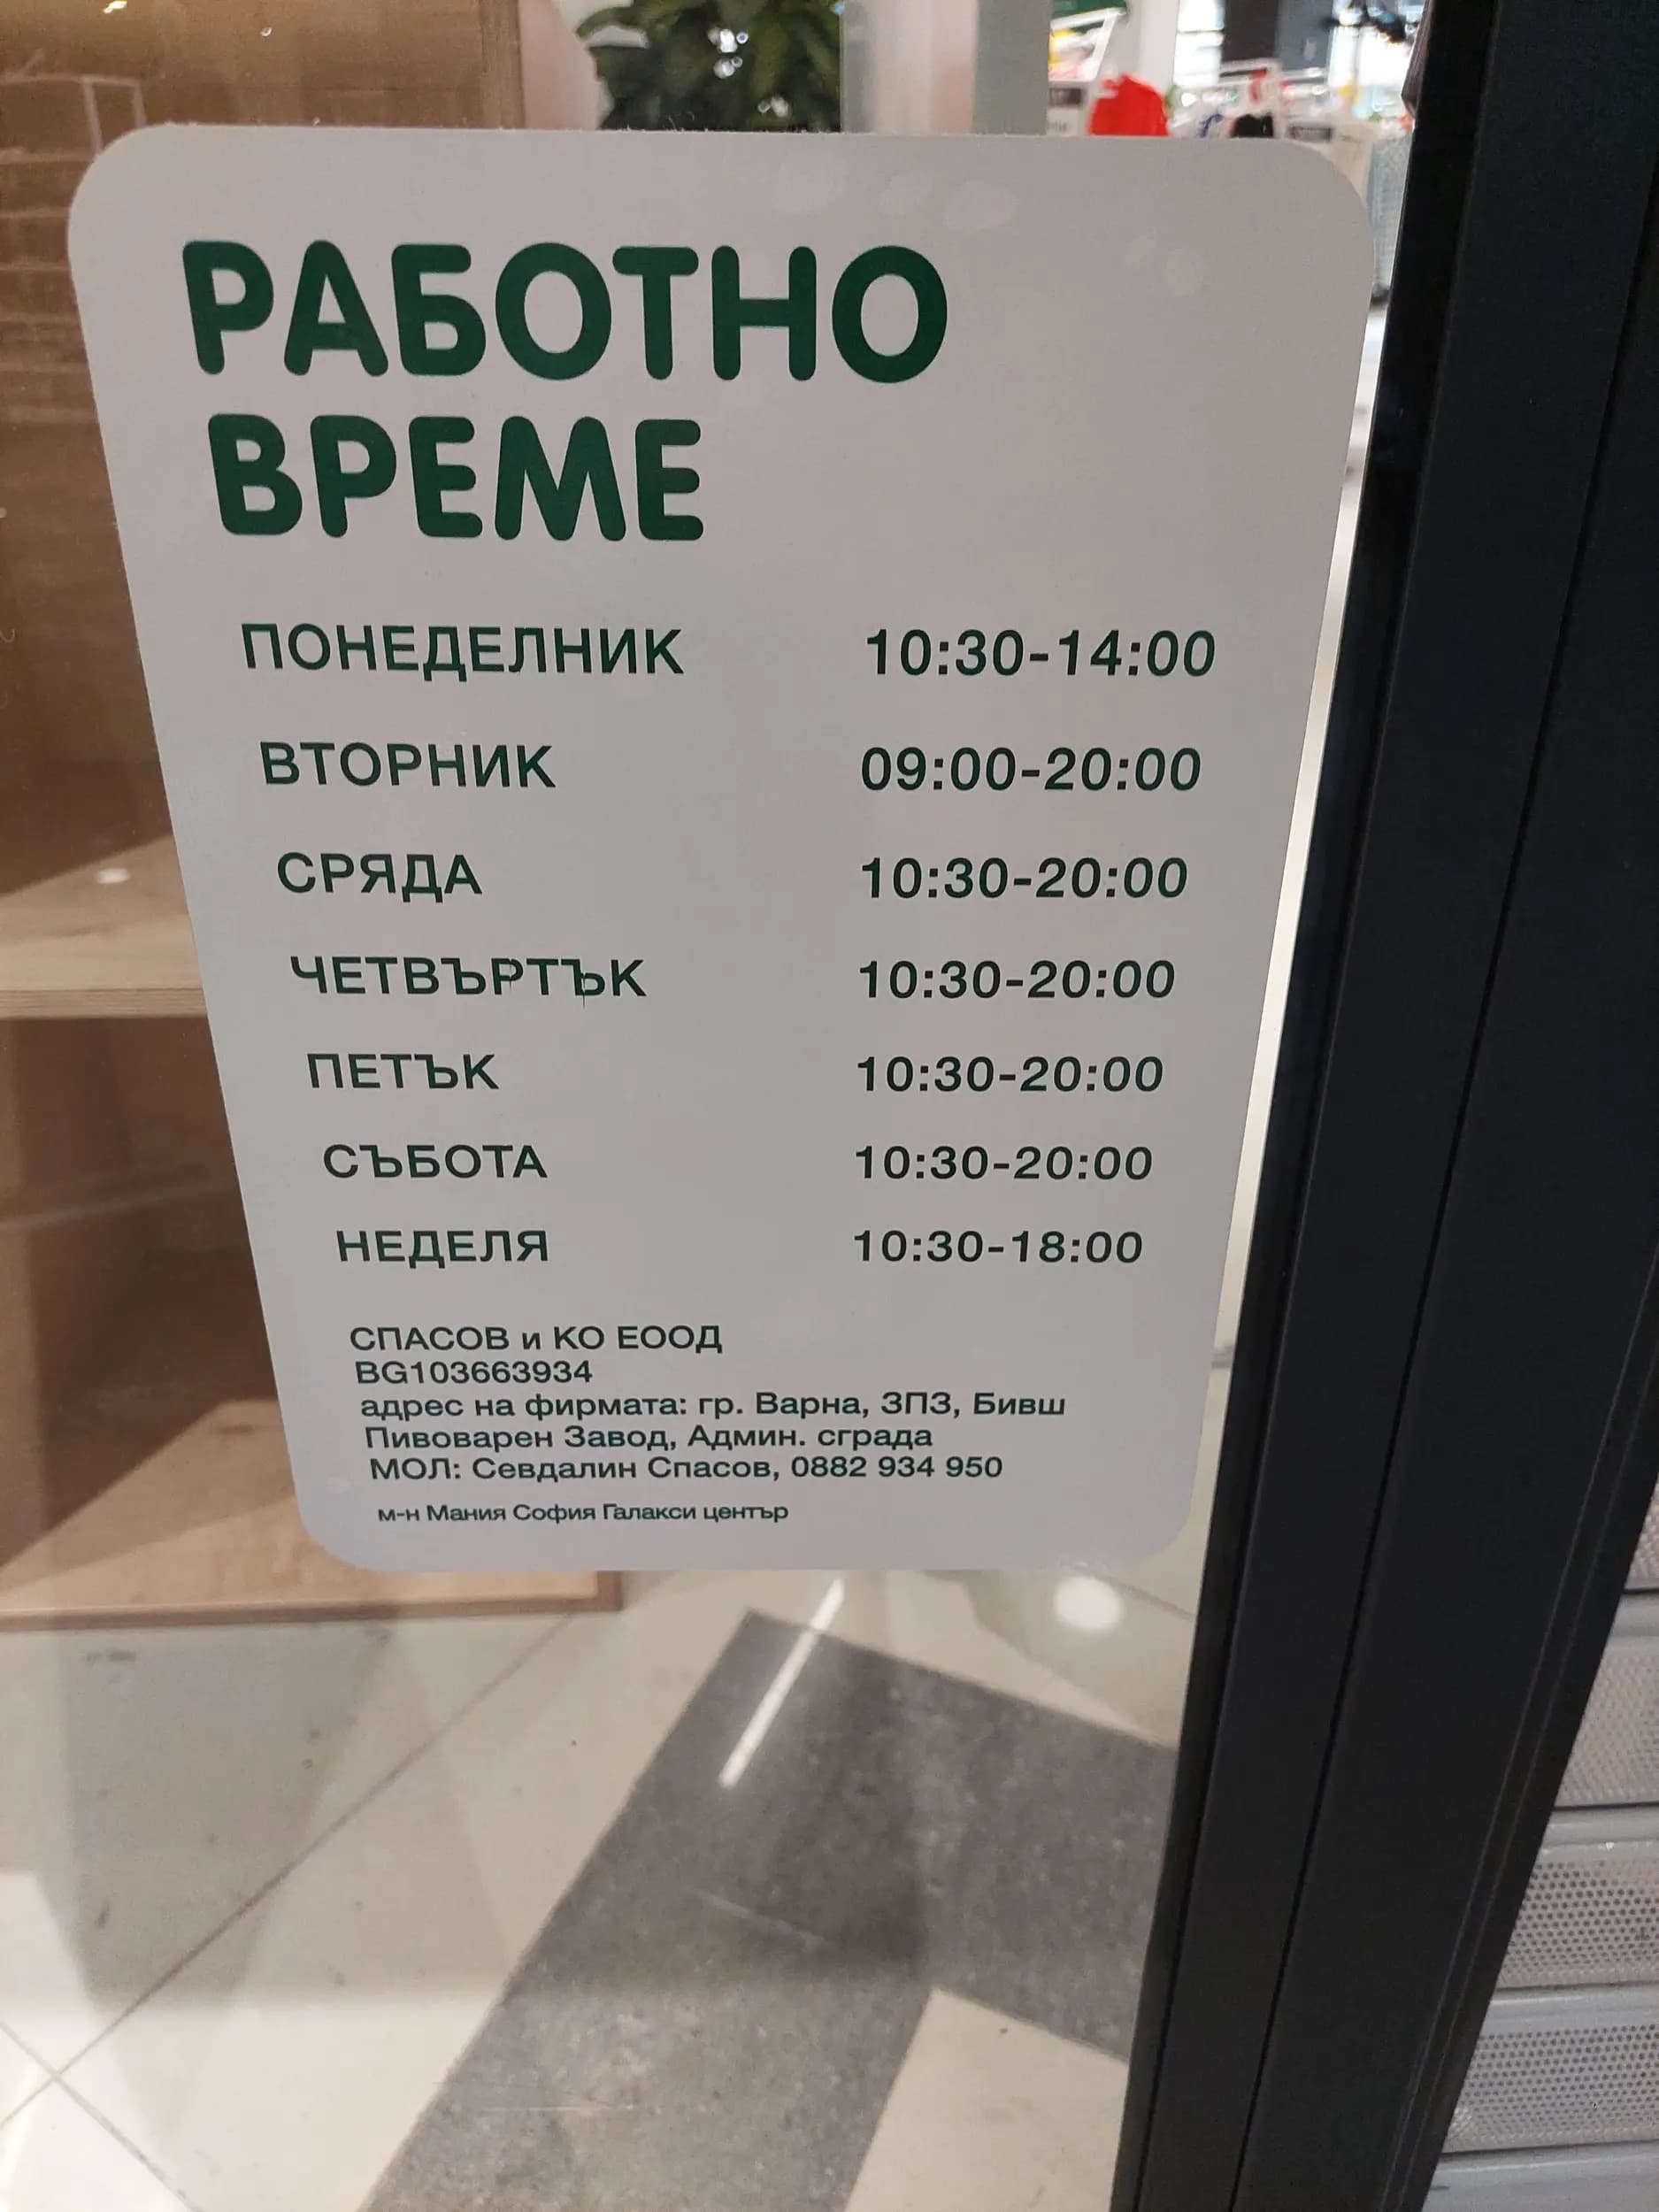 РАБОТНО
ВРЕМЕ
ПОНЕДЕЛНИК 10:30-14:00
ВТОРНИК 09:00-20:00
СРЯДА 10:30-20:00
ЧЕТВЪРТЪК 10:30-20:00
ПЕТЪК 10:30-20:00
СЪБОТА 10:30-20:00
НЕДЕЛЯ 10:30-18:00
СПАСОВ и КО ЕООД
BG103663934
адрес на фирмата: гр. Варна, ЗПЗ, Бивш
Пивоварен Завод, Админ. сграда
МОЛ: Севдалин Спасов, 0882 934 950
м-н Мания София Галакси център